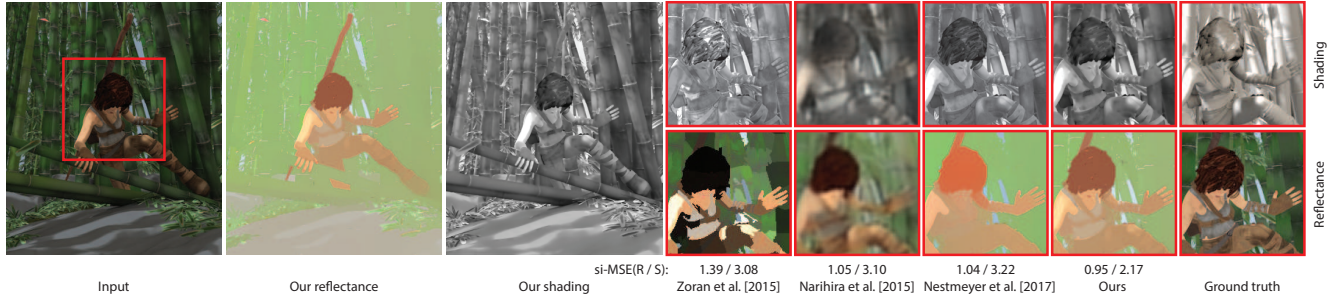 Shading
Reflectance
si-MSE(R / S): 1.39 / 3.08 1.05 / 3.10 1.04 / 3.22 0.95 / 2.17
Input Our reflectance Our shading Zoran et al. [2015] Narihira et al. [2015] Nestmeyer et al. [2017] Ours Ground truth